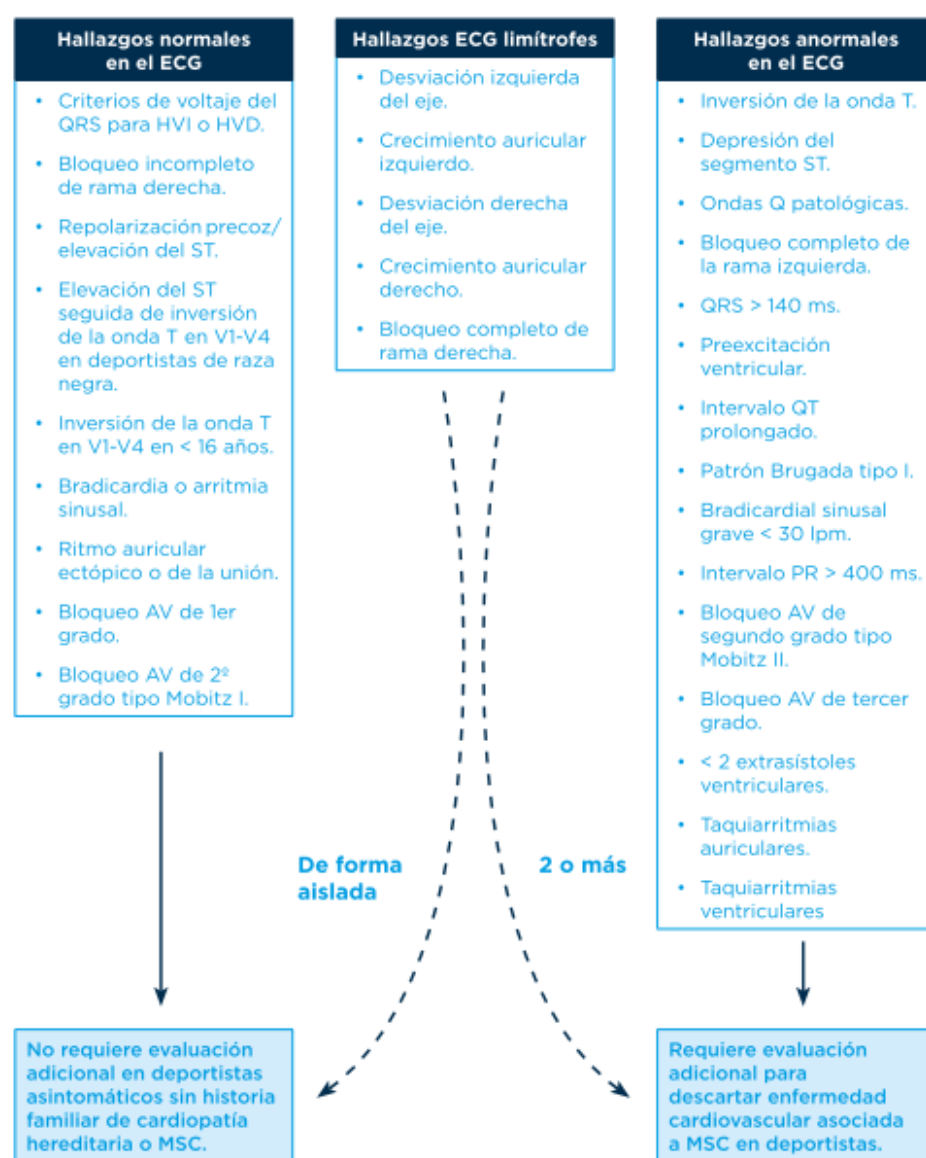 Hallazgos normales
en el ECG
• Criterios de voltaje del
QRS para HVI o HVD.
• Bloqueo incompleto
de rama derecha.
• Repolarización precoz/
elevación del ST.
• Elevación del ST
seguida de inversión
de la onda T en V1-V4
en deportistas de raza
negra.
• Inversión de la onda T
en V1-V4 en < 16 años.
• Bradicardia o arritmia
sinusal.
• Ritmo auricular
ectópico o de la unión.
• Bloqueo AV de 1er
grado.
• Bloqueo AV de 2º
grado tipo Mobitz I.
Hallazgos ECG limítrofes
• Desviación izquierda
del eje.
• Crecimiento auricular
izquierdo.
• Desviación derecha
del eje.
• Crecimiento auricular
derecho.
• Bloqueo completo de
rama derecha.
Hallazgos anormales
en el ECG
• Inversión de la onda T.
• Depresión del
segmento ST.
• Ondas Q patológicas.
• Bloqueo completo de
la rama izquierda.
• QRS > 140 ms.
• Preexcitación
ventricular.
• Intervalo QT
prolongado.
• Patrón Brugada tipo I.
• Bradicardial sinusal
grave < 30 lpm.
• Intervalo PR > 400 ms.
• Bloqueo AV de
segundo grado tipo
Mobitz II.
• Bloqueo AV de tercer
grado.
• < 2 extrasístoles
ventriculares.
• Taquiarritmias
auriculares.
• Taquiarritmias
ventriculares
De forma
aislada
2 o más
No requiere evaluación
adicional en deportistas
asintomáticos sin historia
familiar de cardiopatía
hereditaria o MSC.
Requiere evaluación
adicional para
descartar enfermedad
cardiovascular asociada
a MSC en deportistas.